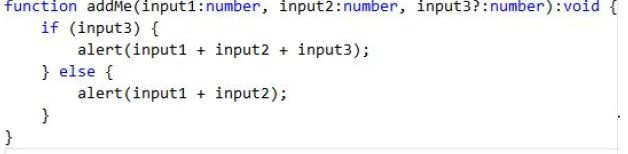 function addMe(input1:number, input2:number, input3?:number):void {
    if (input3) {
        alert(input1 + input2 + input3);
    } else {
        alert(input1 + input2);
    }
}